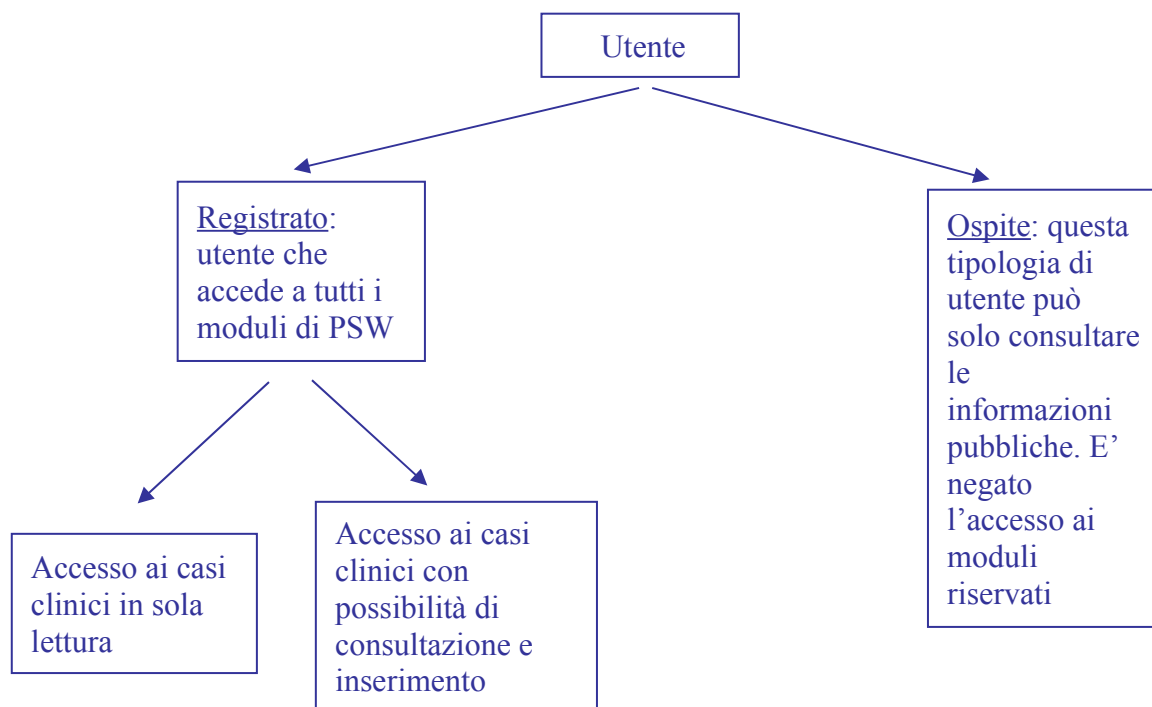 Utente
Registrato:
utente che
accede a tutti i
moduli di PSW
Ospite: questa
tipologia di
utente può
solo consultare
le
informazioni
pubbliche. E’
negato
l’accesso ai
moduli
riservati
Accesso ai casi
clinici in sola
lettura
Accesso ai casi
clinici con
possibilità di
consultazione e
inserimento